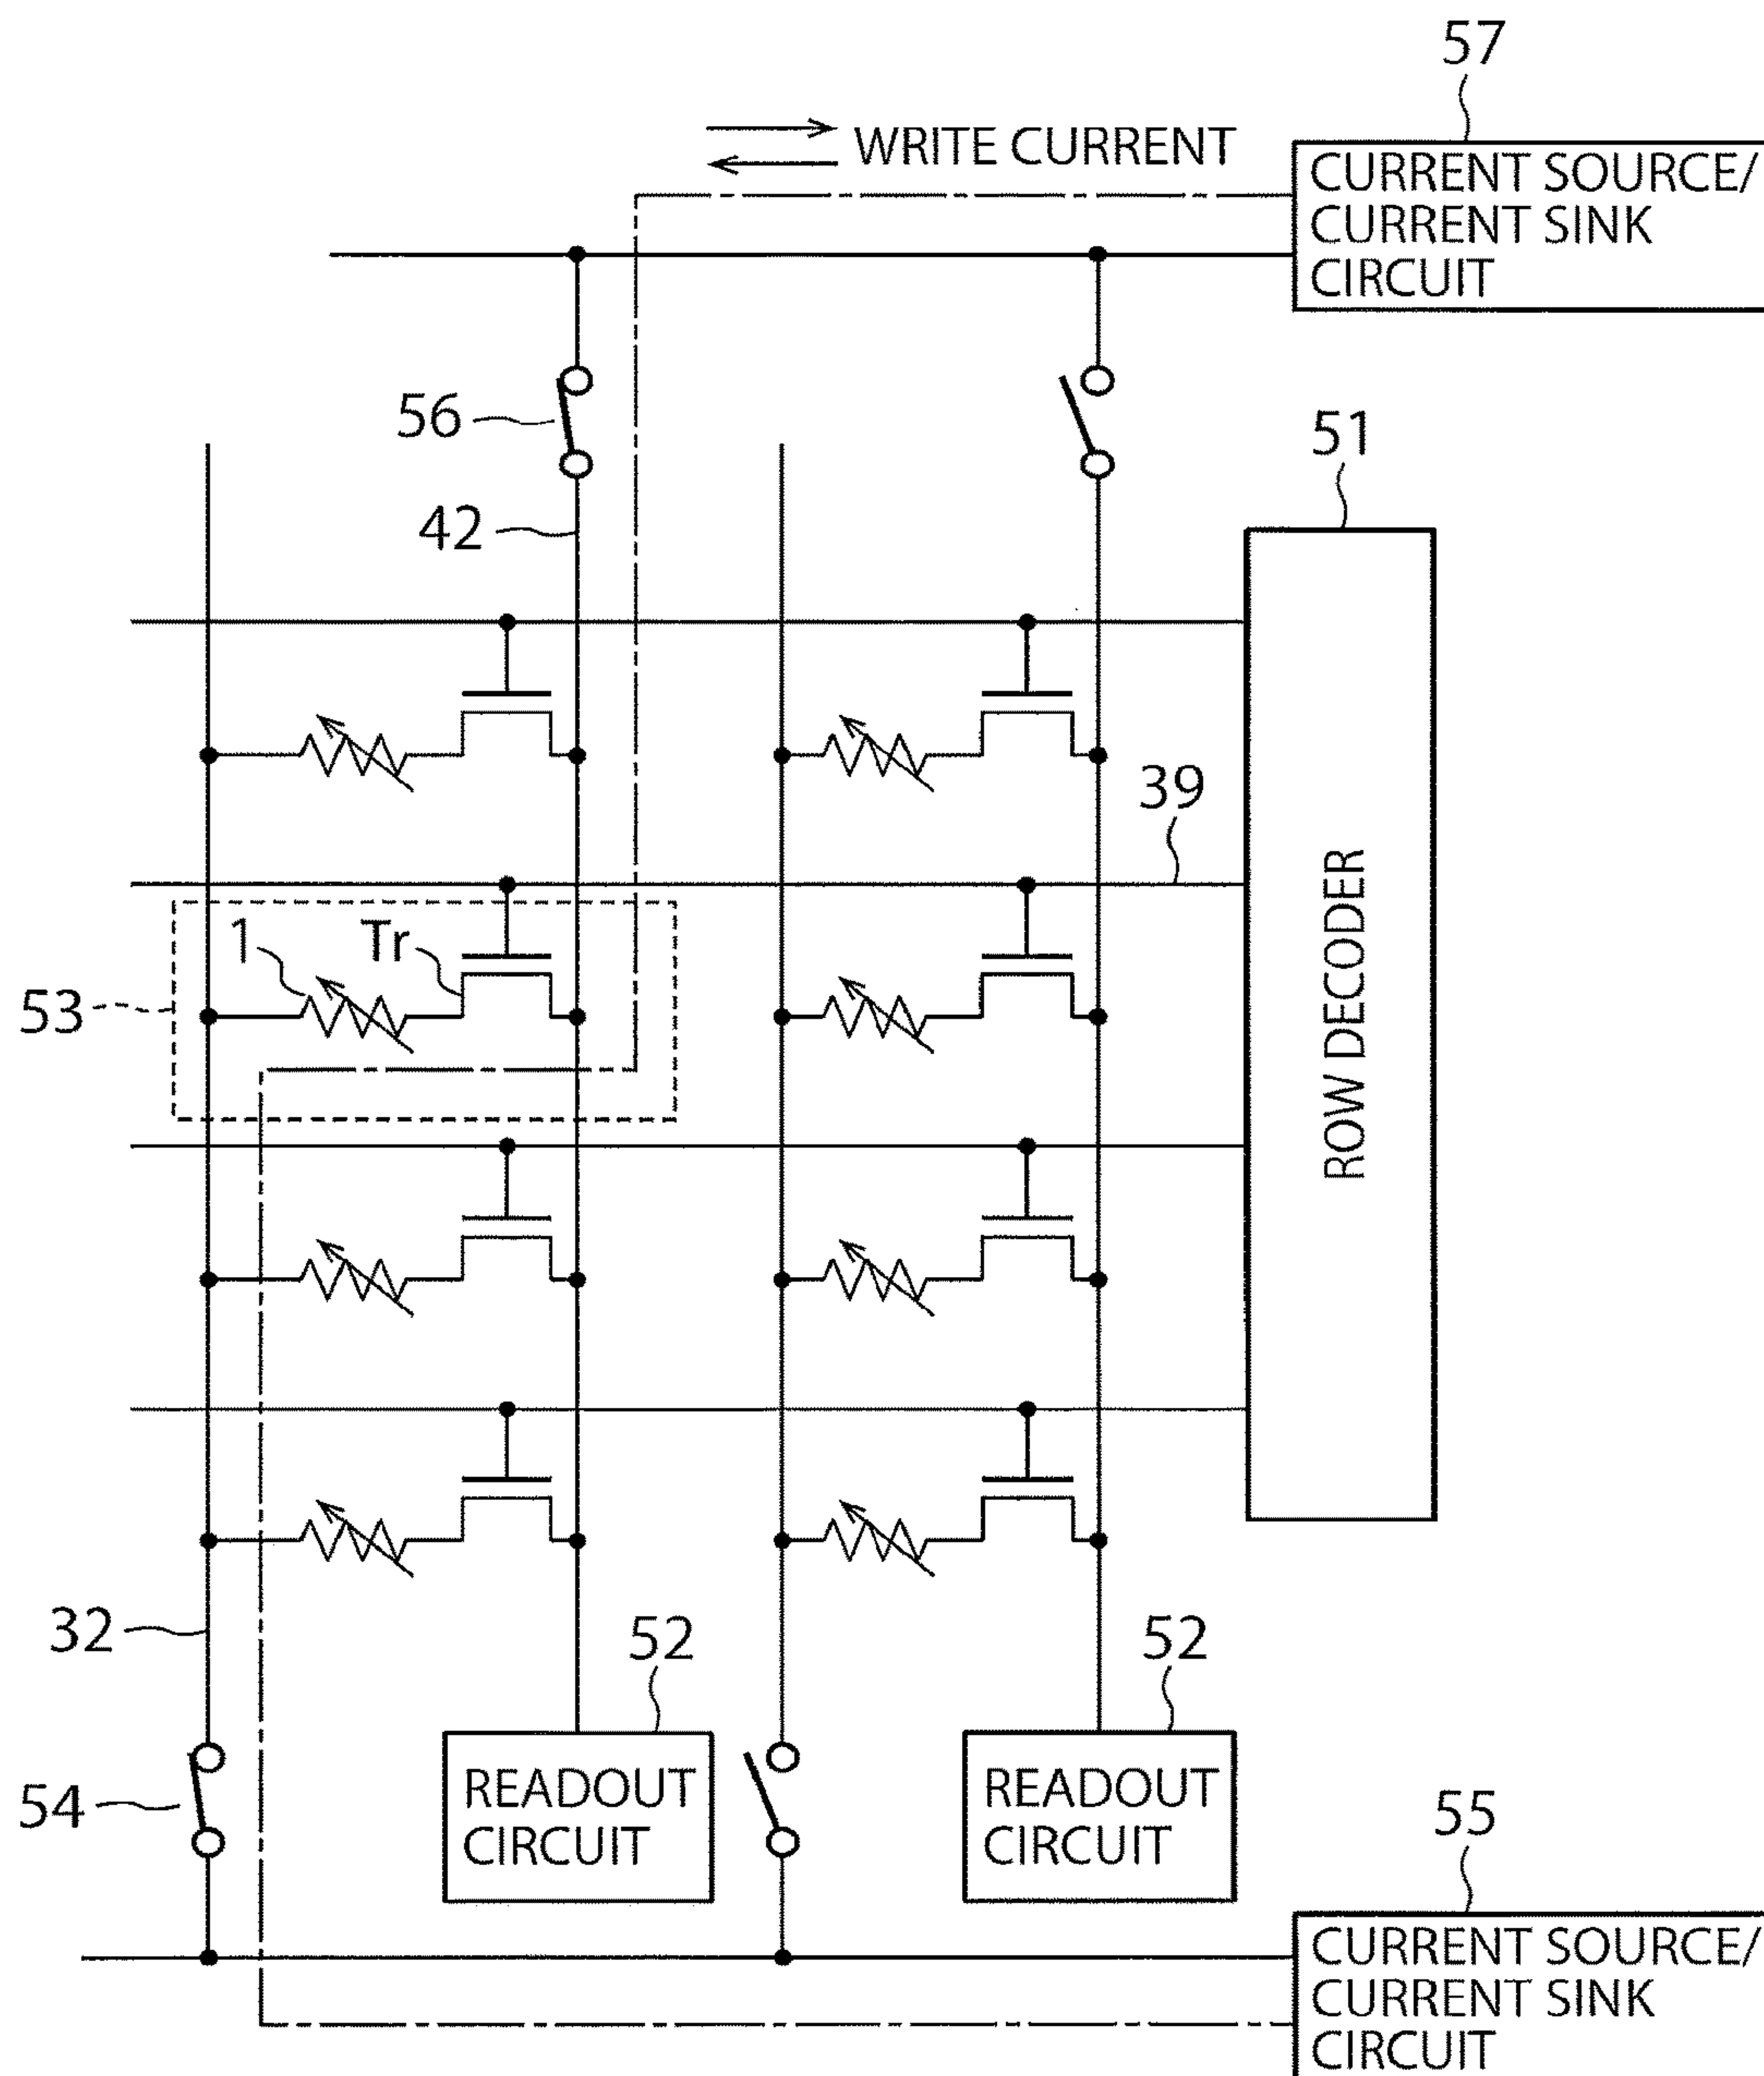 57
WRITE CURRENT
CURRENT SOURCE/
CURRENT SINK
CIRCUIT
56
51
42
39
ROW DECODER
1
Tr
53
32
52
52
READOUT
CIRCUIT
READOUT
CIRCUIT
54
55
CURRENT SOURCE/
CURRENT SINK
CIRCUIT